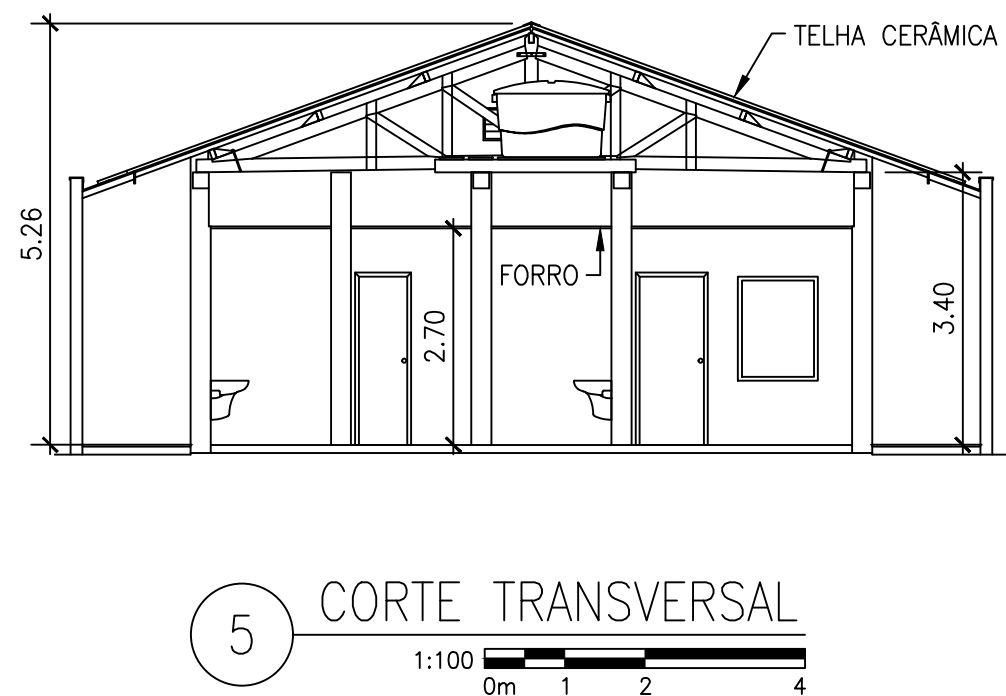 TELHA CERÂMICA
5.26
FORRO
2.70
3.40
5
CORTE TRANSVERSAL
1:100
0m 1 2 4